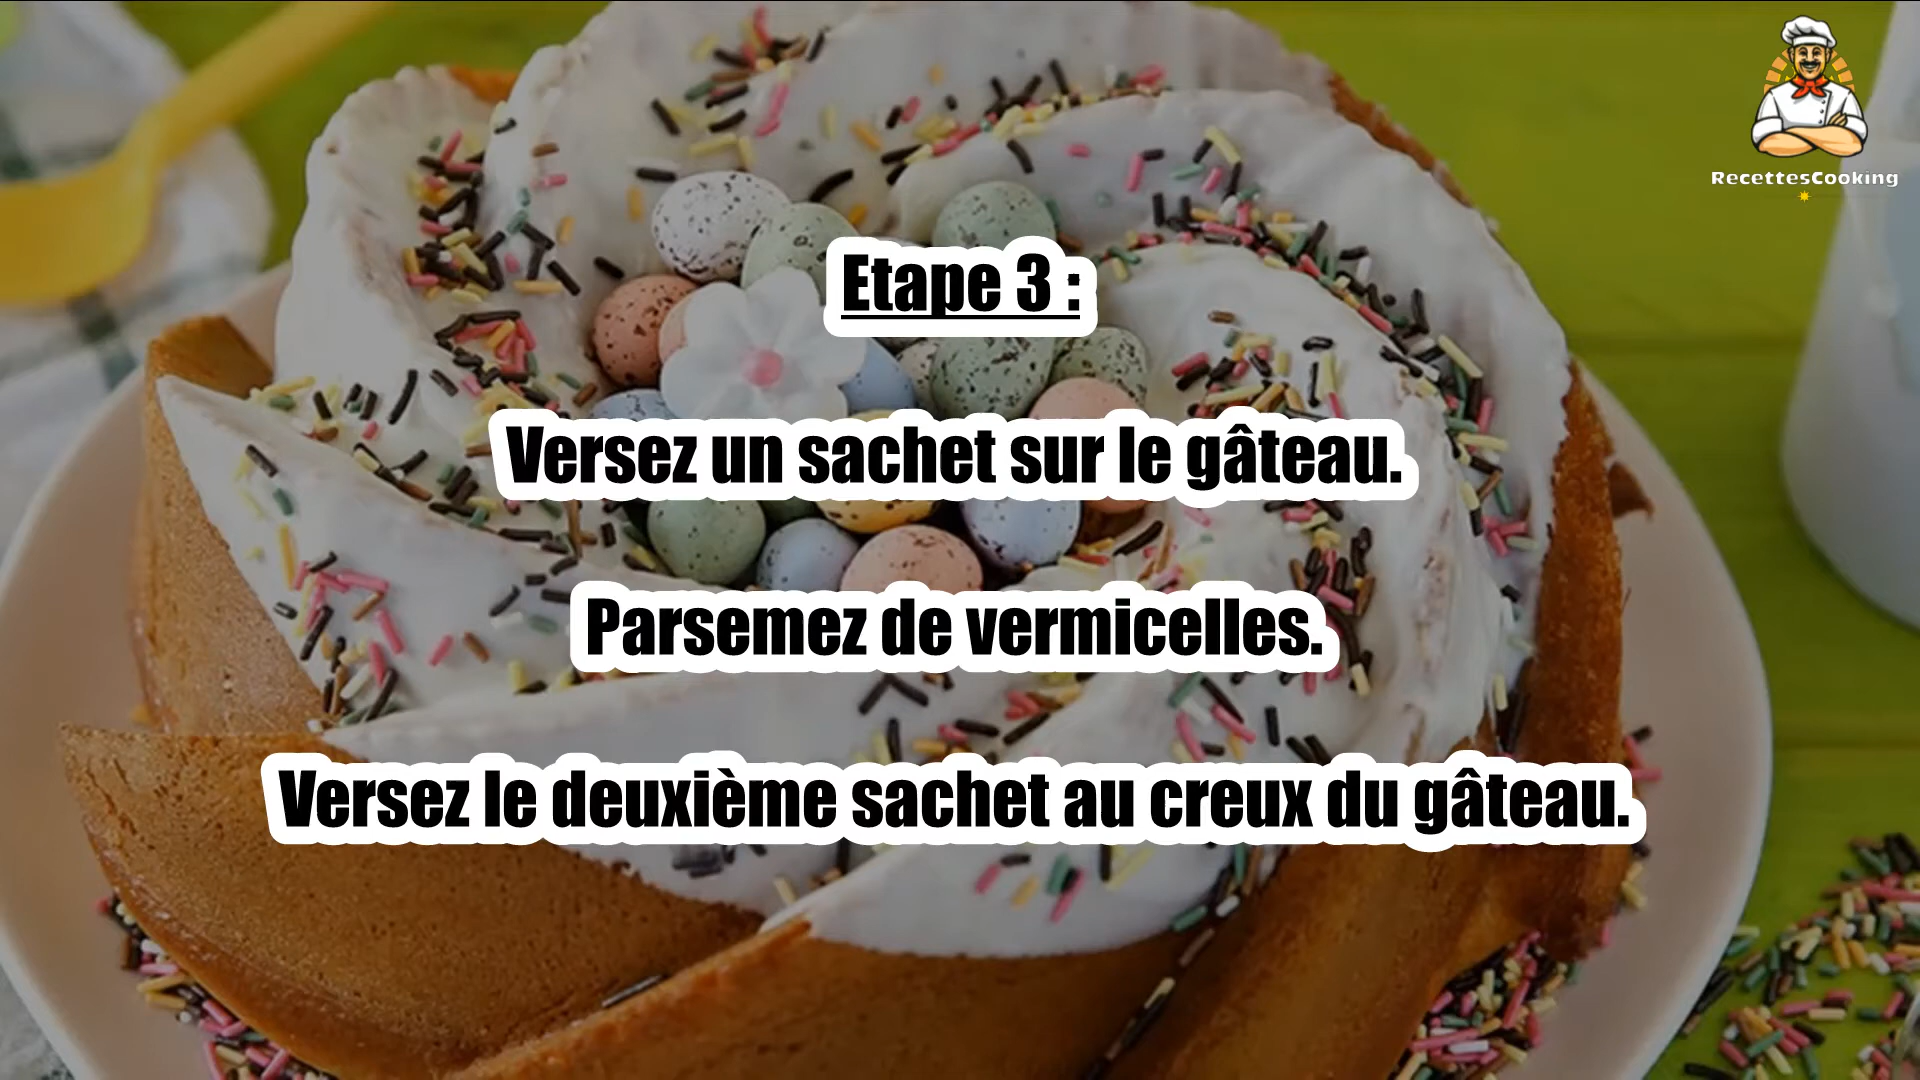 RecettesCooking
Etape 3 :
Versez un sachet sur le gâteau.
Parsemez de vermicelles.
Versez le deuxième sachet au creux du gâteau.